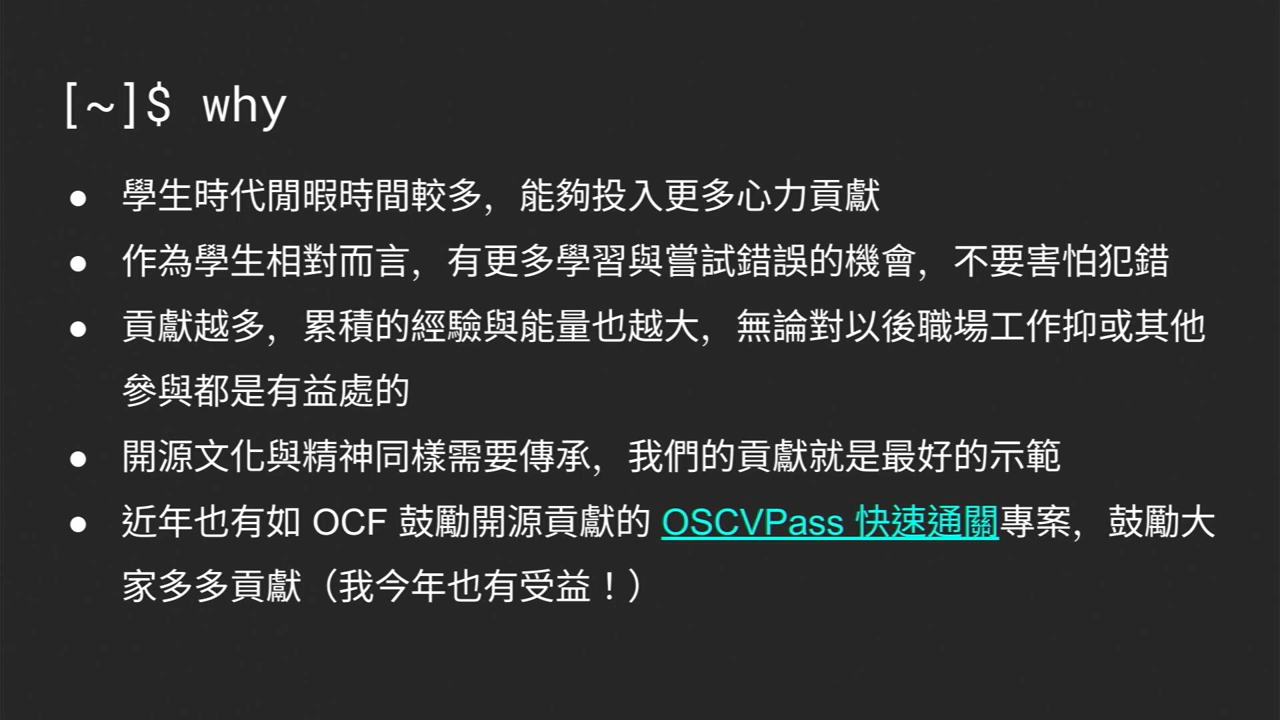 [~]$ why
● 學生時代閒暇時間較多，能夠投入更多心力貢獻
● 作為學生相對而言，有更多學習與嘗試錯誤的機會，不要害怕犯錯
● 貢獻越多，累積的經驗與能量也越大，無論對以後職場工作抑或其他
參與都是有益處的
● 開源文化與精神同樣需要傳承，我們的貢獻就是最好的示範
● 近年也有如 OCF 鼓勵開源貢獻的 OSCVPass 快速通關專案，鼓勵大
家多多貢獻（我今年也有受益！）